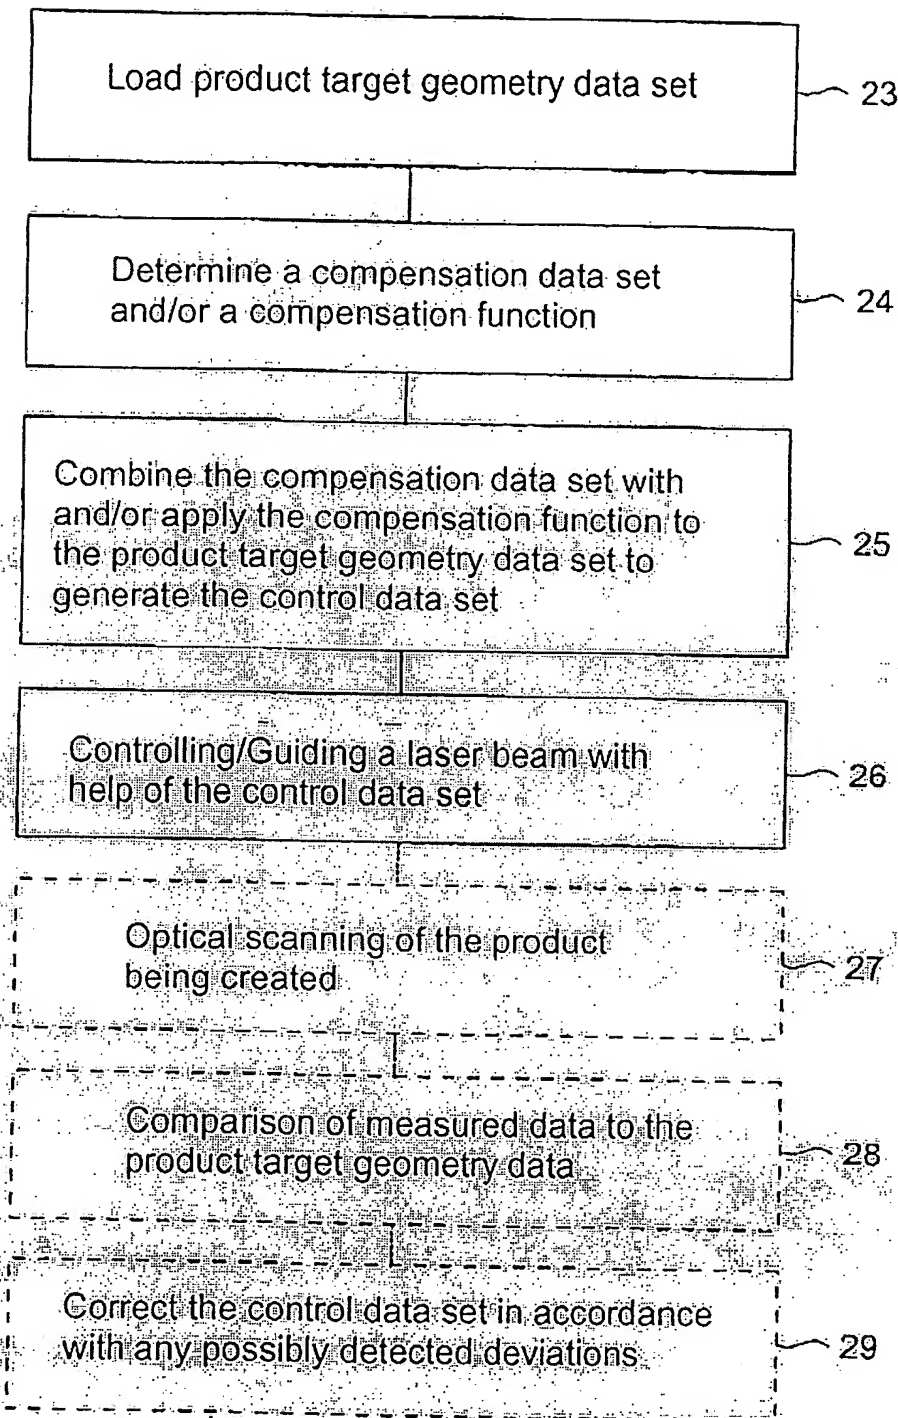 Load product target geometry data set
23
Determine a compensation data set
and/or a compensation function
24
Combine the compensation data set with
and/or apply the compensation function to
the product target geometry data set to
generate the control data set
25
Controlling/Guiding a laser beam with
help of the control data set
26
Optical scanning of the product
being created
27
Comparison of measured data to the
product target geometry data
28
Correct the control data set in accordance
with any possibly detected deviations
29